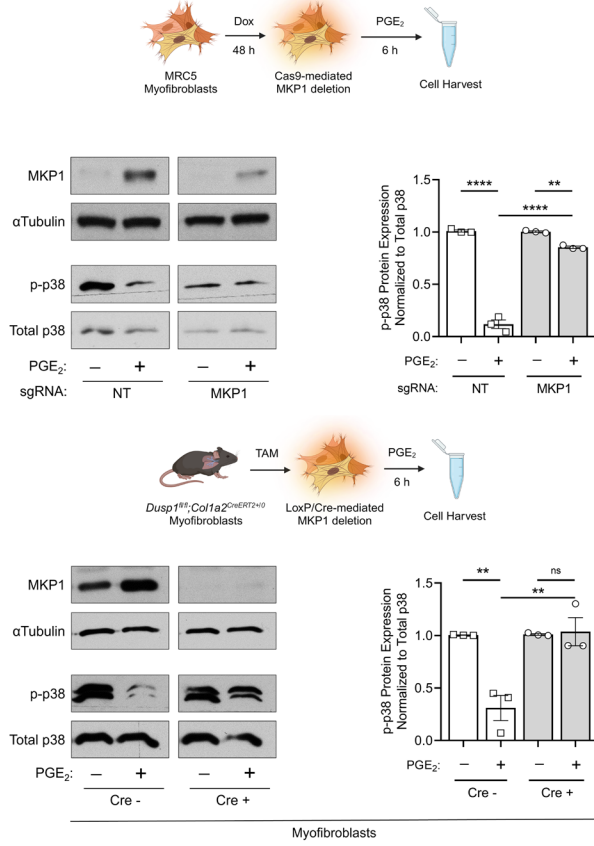 Dox
PGE₂
48 h
6 h
MRC5
Myofibroblasts
Cas9-mediated
MKP1 deletion
Cell Harvest
MKP1
αTubulin
p-p38
Total p38
PGE₂: – + – +
sgRNA: NT MKP1
p-p38 Protein Expression
Normalized to Total p38
1.5
1.0
0.5
0.0
**** **
****
PGE₂: – + – +
sgRNA: NT MKP1
TAM
PGE₂
6 h
Dusp1^fl/fl;Col1a2^CreERT2+/0
Myofibroblasts
LoxP/Cre-mediated
MKP1 deletion
Cell Harvest
MKP1
αTubulin
p-p38
Total p38
PGE₂: – + – +
Cre - Cre +
p-p38 Protein Expression
Normalized to Total p38
1.5
1.0
0.5
0.0
** ns
**
PGE₂: – + – +
Cre - Cre +
Myofibroblasts